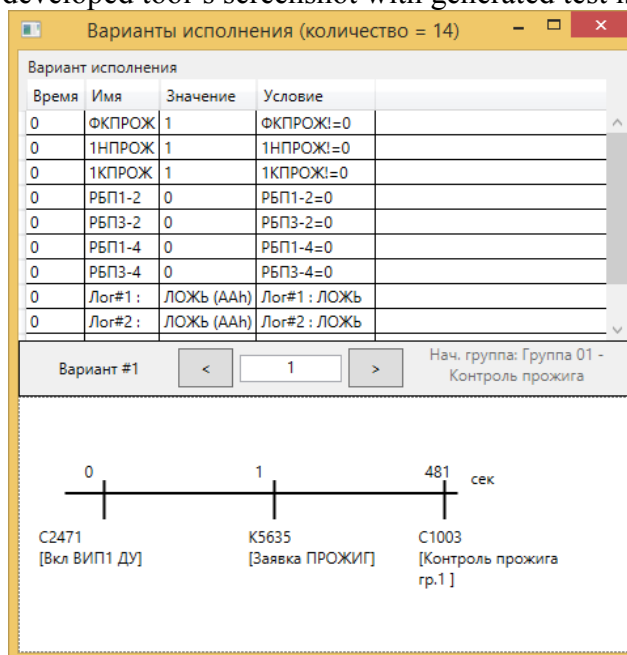 Варианты исполнения (количество = 14)
Вариант исполнения
Время Имя Значение Условие
0 ФКПРОЖ 1 ФКПРОЖ!=0
0 1НПРОЖ 1 1НПРОЖ!=0
0 1КПРОЖ 1 1КПРОЖ!=0
0 РБП1-2 0 РБП1-2=0
0 РБП3-2 0 РБП3-2=0
0 РБП1-4 0 РБП1-4=0
0 РБП3-4 0 РБП3-4=0
0 Лог#1 : ЛОЖЬ (AAh) Лог#1 : ЛОЖЬ
0 Лог#2 : ЛОЖЬ (AAh) Лог#2 : ЛОЖЬ
Вариант #1 < 1 > Нач. группа: Группа 01 -
Контроль прожига
0 1 481 сек
C2471 K5635 C1003
[Вкл ВИП1 ДУ] [Заявка ПРОЖИГ] [Контроль прожига
гр.1 ]